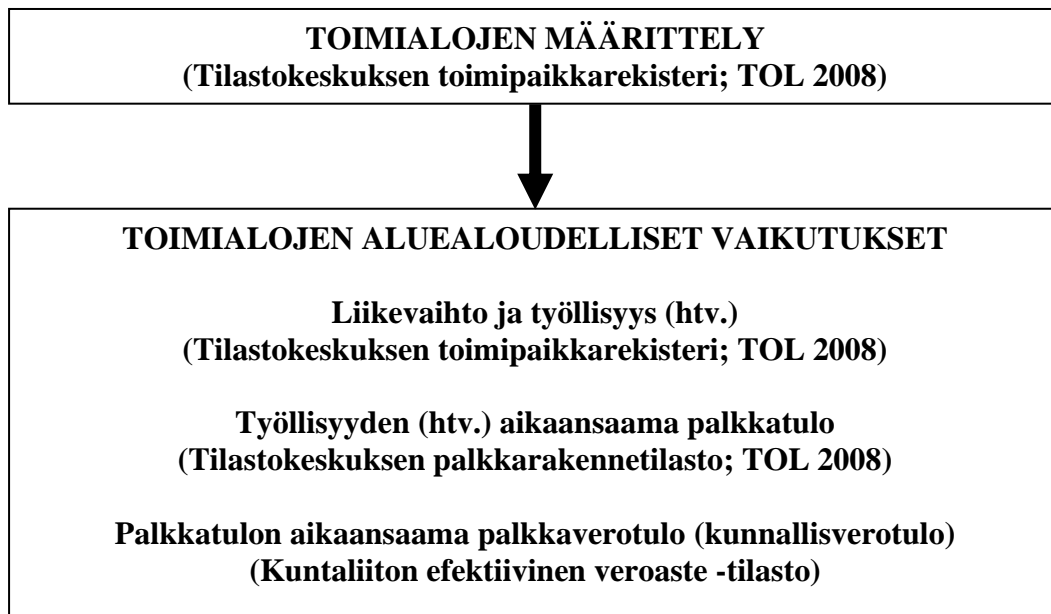 TOIMIALOJEN MÄÄRITTELY
(Tilastokeskuksen toimipaikkarekisteri; TOL 2008)
TOIMIALOJEN ALUEALOUDELLISET VAIKUTUKSET
Liikevaihto ja työllisyys (htv.)
(Tilastokeskuksen toimipaikkarekisteri; TOL 2008)
Työllisyyden (htv.) aikaansaama palkkatulo
(Tilastokeskuksen palkkarakennetilasto; TOL 2008)
Palkkatulon aikaansaama palkkaverotulo (kunnallisverotulo)
(Kuntaliiton efektiivinen veroaste -tilasto)